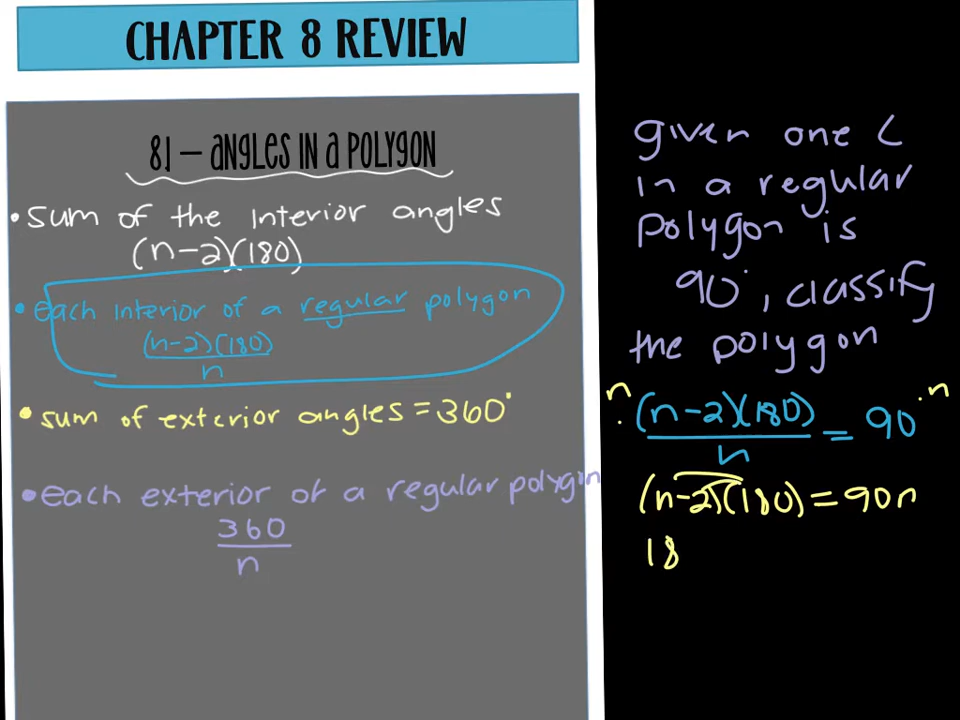 CHAPTER 8 REVIEW
81 – ANGLES IN A POLYGON
• sum of the interior angles
(n-2)(180)
• each interior of a regular polygon
(n-2)(180)
n
• sum of exterior angles = 360°
• each exterior of a regular polygon
360
n
given one <
in a regular
polygon is
90°, classify
the polygon
n · (n-2)(180) = 90 · n
n
(n-2)(180) = 90n
18